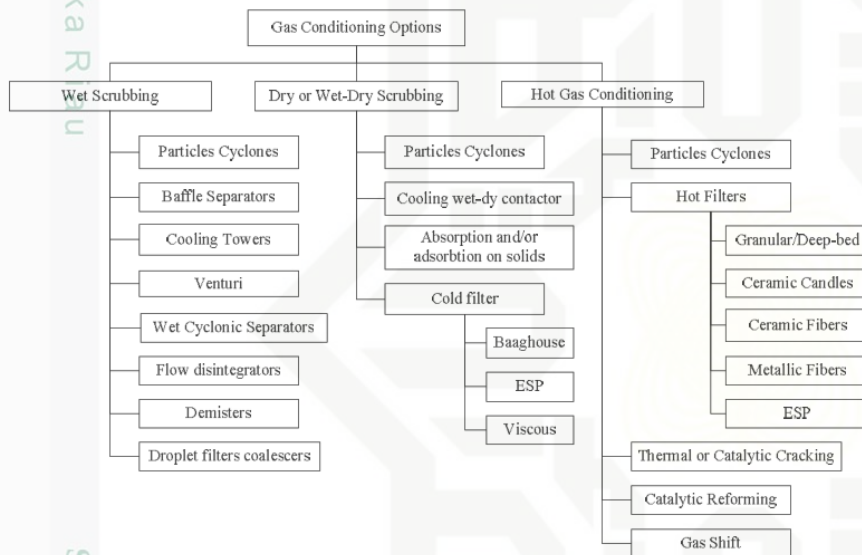 Gas Conditioning Options
Wet Scrubbing
Particles Cyclones
Baffle Separators
Cooling Towers
Venturi
Wet Cyclonic Separators
Flow disintegrators
Demisters
Droplet filters coalescers
Dry or Wet-Dry Scrubbing
Particles Cyclones
Cooling wet-dy contactor
Absorption and/or
adsorbtion on solids
Cold filter
Baaghouse
ESP
Viscous
Hot Gas Conditioning
Particles Cyclones
Hot Filters
Granular/Deep-bed
Ceramic Candles
Ceramic Fibers
Metallic Fibers
ESP
Thermal or Catalytic Cracking
Catalytic Reforming
Gas Shift
ka Riau